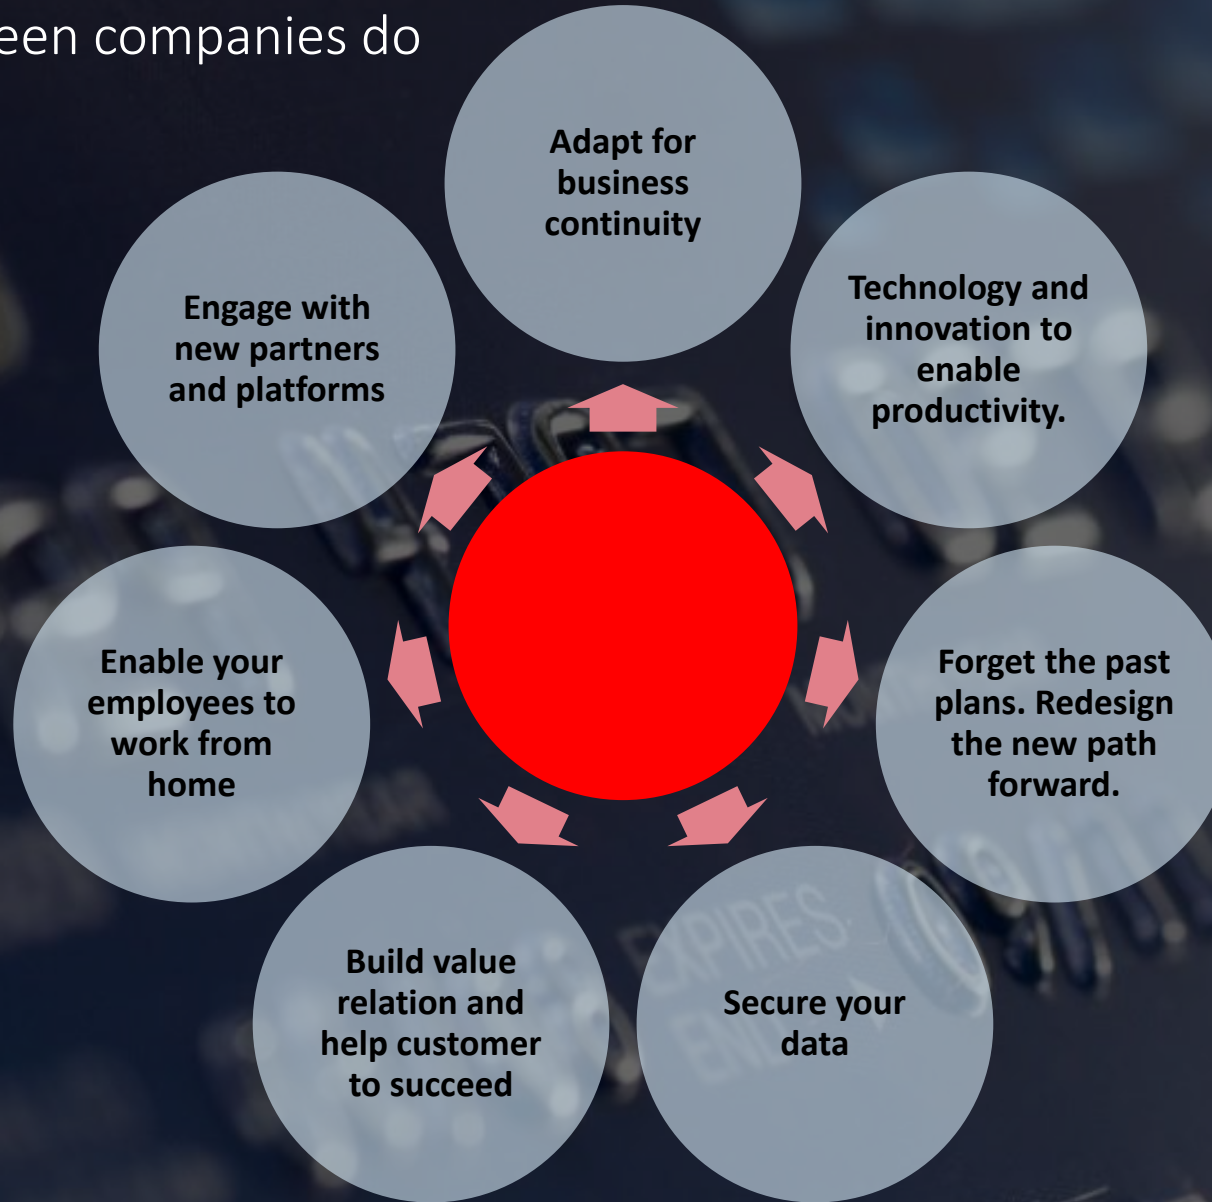 een companies do
Adapt for
business
continuity
Technology and
innovation to
enable
productivity.
Forget the past
plans. Redesign
the new path
forward.
Secure your
data
Build value
relation and
help customer
to succeed
Enable your
employees to
work from
home
Engage with
new partners
and platforms
EXPIRES
END